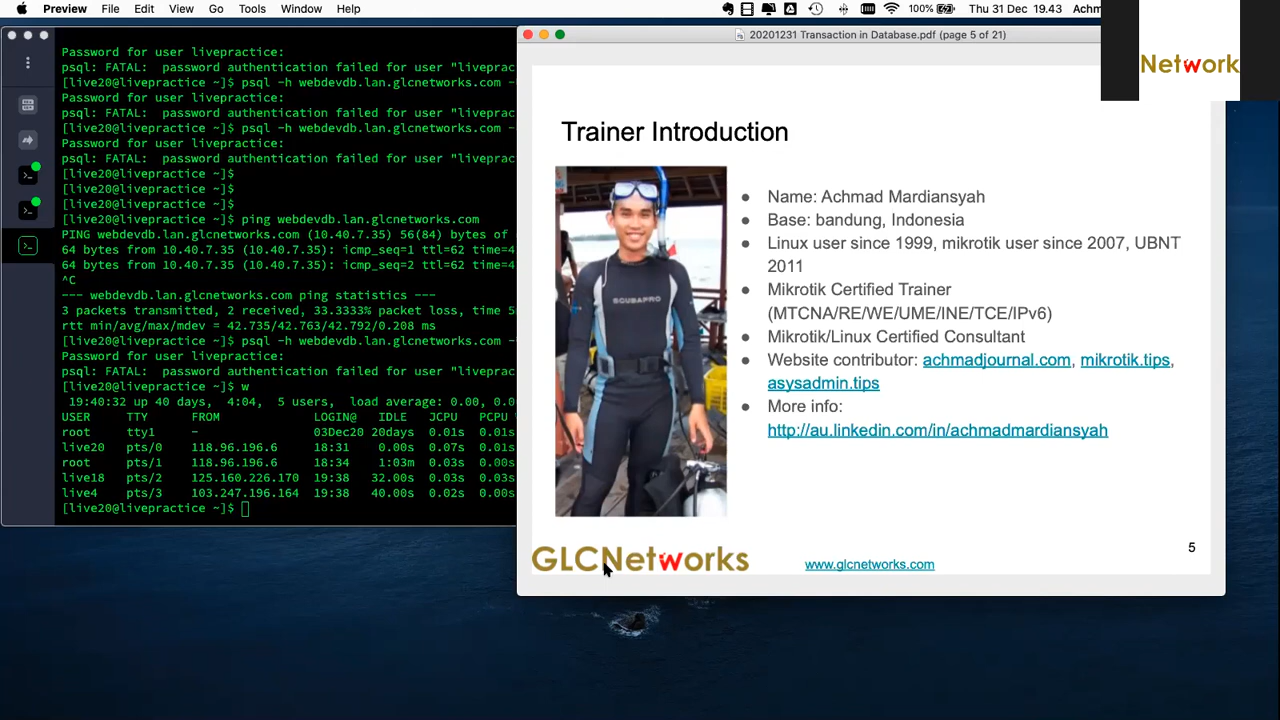 Preview File Edit View Go Tools Window Help
100% Thu 31 Dec 19.43 Achm
Password for user livepractice:
psql: FATAL:  password authentication failed for user "liveprac
[live20@livepractice ~]$ psql -h webdevdb.lan.glcnetworks.com -
Password for user livepractice:
psql: FATAL:  password authentication failed for user "liveprac
[live20@livepractice ~]$ psql -h webdevdb.lan.glcnetworks.com -
Password for user livepractice:
psql: FATAL:  password authentication failed for user "liveprac
[live20@livepractice ~]$
[live20@livepractice ~]$
[live20@livepractice ~]$
[live20@livepractice ~]$ ping webdevdb.lan.glcnetworks.com
PING webdevdb.lan.glcnetworks.com (10.40.7.35) 56(84) bytes of
64 bytes from 10.40.7.35 (10.40.7.35): icmp_seq=1 ttl=62 time=4
64 bytes from 10.40.7.35 (10.40.7.35): icmp_seq=2 ttl=62 time=4
^C
--- webdevdb.lan.glcnetworks.com ping statistics ---
3 packets transmitted, 2 received, 33.3333% packet loss, time 5
rtt min/avg/max/mdev = 42.735/42.763/42.792/0.208 ms
[live20@livepractice ~]$ psql -h webdevdb.lan.glcnetworks.com -
Password for user livepractice:
psql: FATAL:  password authentication failed for user "liveprac
[live20@livepractice ~]$ w
19:40:32 up 40 days,  4:04,  5 users,  load average: 0.00, 0.0
USER TTY FROM LOGIN@ IDLE JCPU PCPU
root tty1 - 03Dec20 20days 0.01s 0.01s
live20 pts/0 118.96.196.6 18:31 0.00s 0.07s 0.01s
root pts/1 118.96.196.6 18:34 1:03m 0.03s 0.00s
live18 pts/2 125.160.226.170 19:38 32.00s 0.03s 0.03s
live4 pts/3 103.247.196.164 19:38 40.00s 0.02s 0.00s
[live20@livepractice ~]$
20201231 Transaction in Database.pdf (page 5 of 21)
Network
Trainer Introduction
SCUBAPRO
● Name: Achmad Mardiansyah
● Base: bandung, Indonesia
● Linux user since 1999, mikrotik user since 2007, UBNT
2011
● Mikrotik Certified Trainer
(MTCNA/RE/WE/UME/INE/TCE/IPv6)
● Mikrotik/Linux Certified Consultant
● Website contributor: achmadjournal.com, mikrotik.tips,
asysadmin.tips
● More info:
http://au.linkedin.com/in/achmadmardiansyah
GLCNetworks
www.glcnetworks.com
5